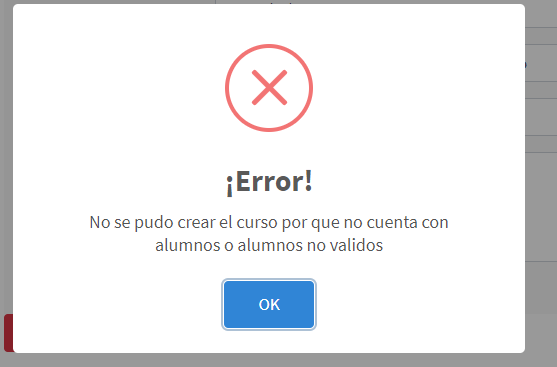 ¡Error!
No se pudo crear el curso por que no cuenta con
alumnos o alumnos no validos
OK